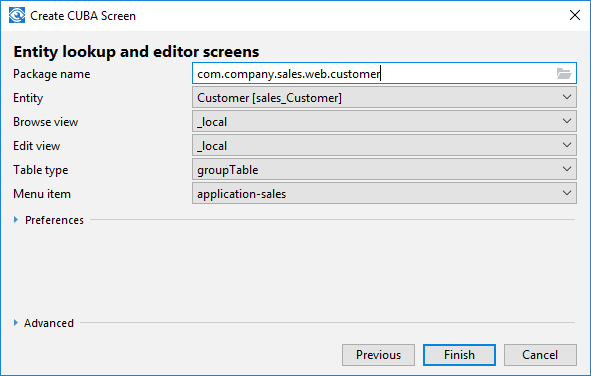 Create CUBA Screen
Entity lookup and editor screens
Package name com.company.sales.web.customer
Entity Customer [sales_Customer]
Browse view _local
Edit view _local
Table type groupTable
Menu item application-sales
Preferences
Advanced
Previous Finish Cancel